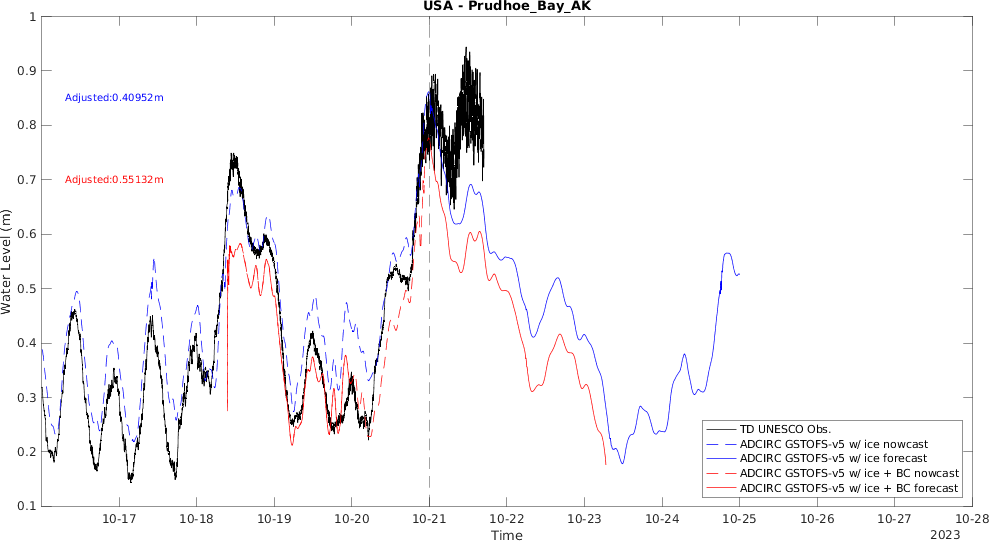 USA - Prudhoe_Bay_AK
1
0.9
0.8
0.7
0.6
0.5
0.4
0.3
0.2
0.1
Water Level (m)
Adjusted:0.40952m
Adjusted:0.55132m
TD UNESCO Obs.
ADCIRC GSTOFS-v5 w/ ice nowcast
ADCIRC GSTOFS-v5 w/ ice forecast
ADCIRC GSTOFS-v5 w/ ice + BC nowcast
ADCIRC GSTOFS-v5 w/ ice + BC forecast
10-17 10-18 10-19 10-20 10-21 10-22 10-23 10-24 10-25 10-26 10-27 10-28
Time
2023